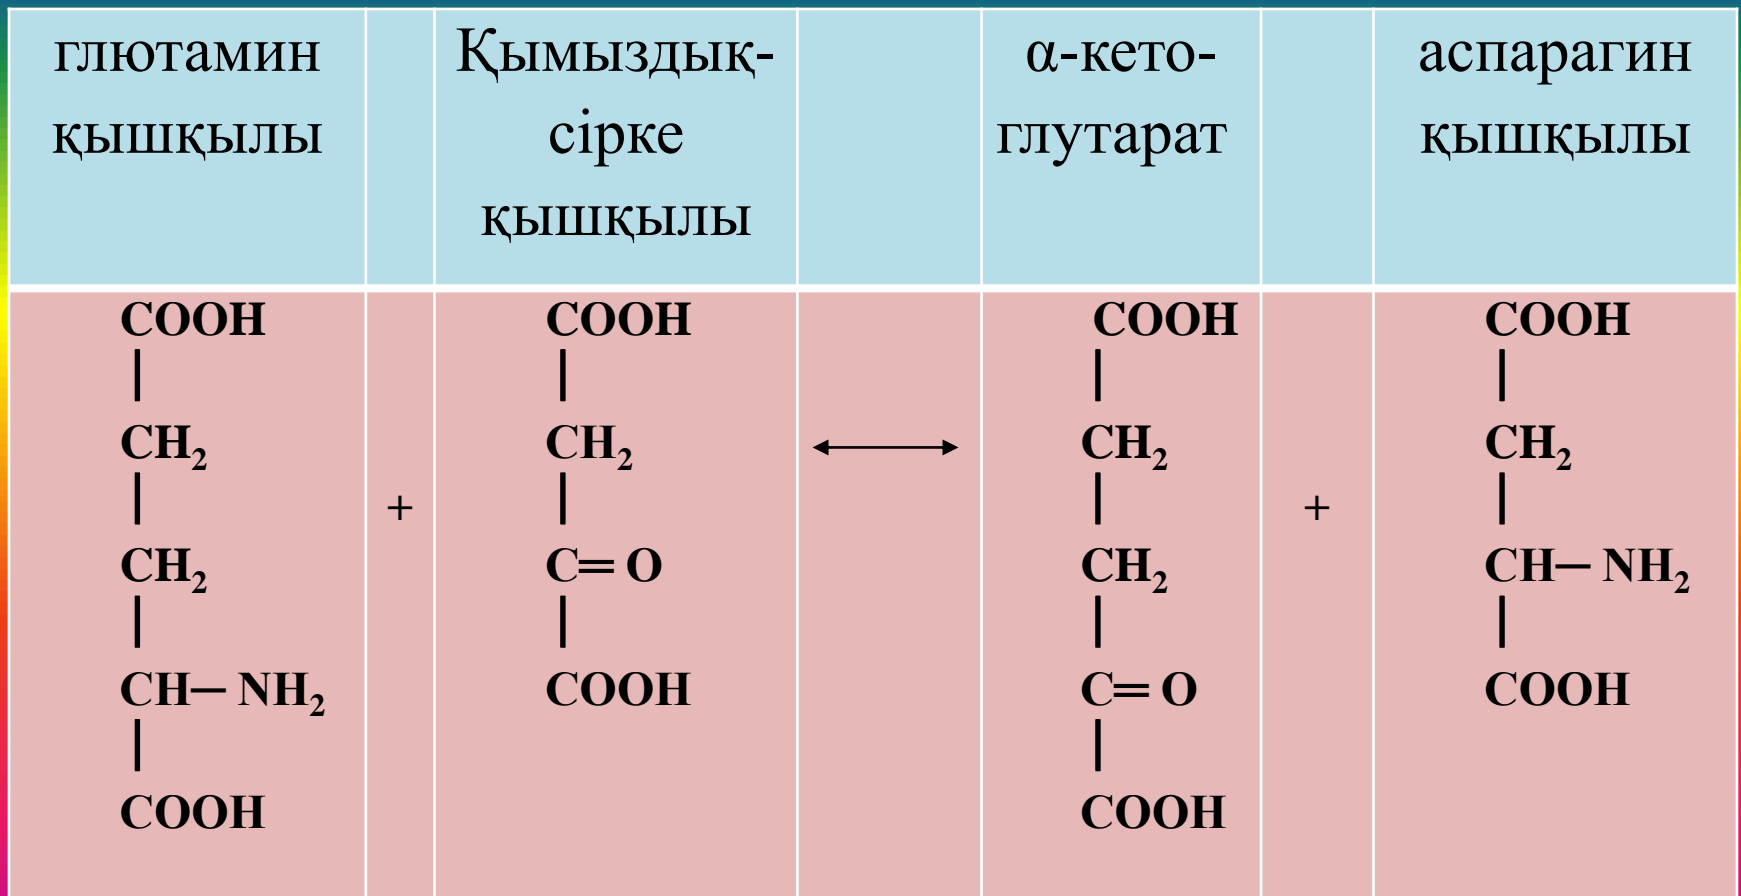 глютамин
қышқылы
Қымыздық-
сірке
қышқылы
α-кето-
глутарат
аспарагин
қышқылы
COOH
|
CH₂
|
CH₂
|
CH─ NH₂
|
COOH
+
COOH
|
CH₂
|
C═ O
|
COOH
⟷
COOH
|
CH₂
|
CH₂
|
C═ O
|
COOH
+
COOH
|
CH₂
|
CH─ NH₂
|
COOH